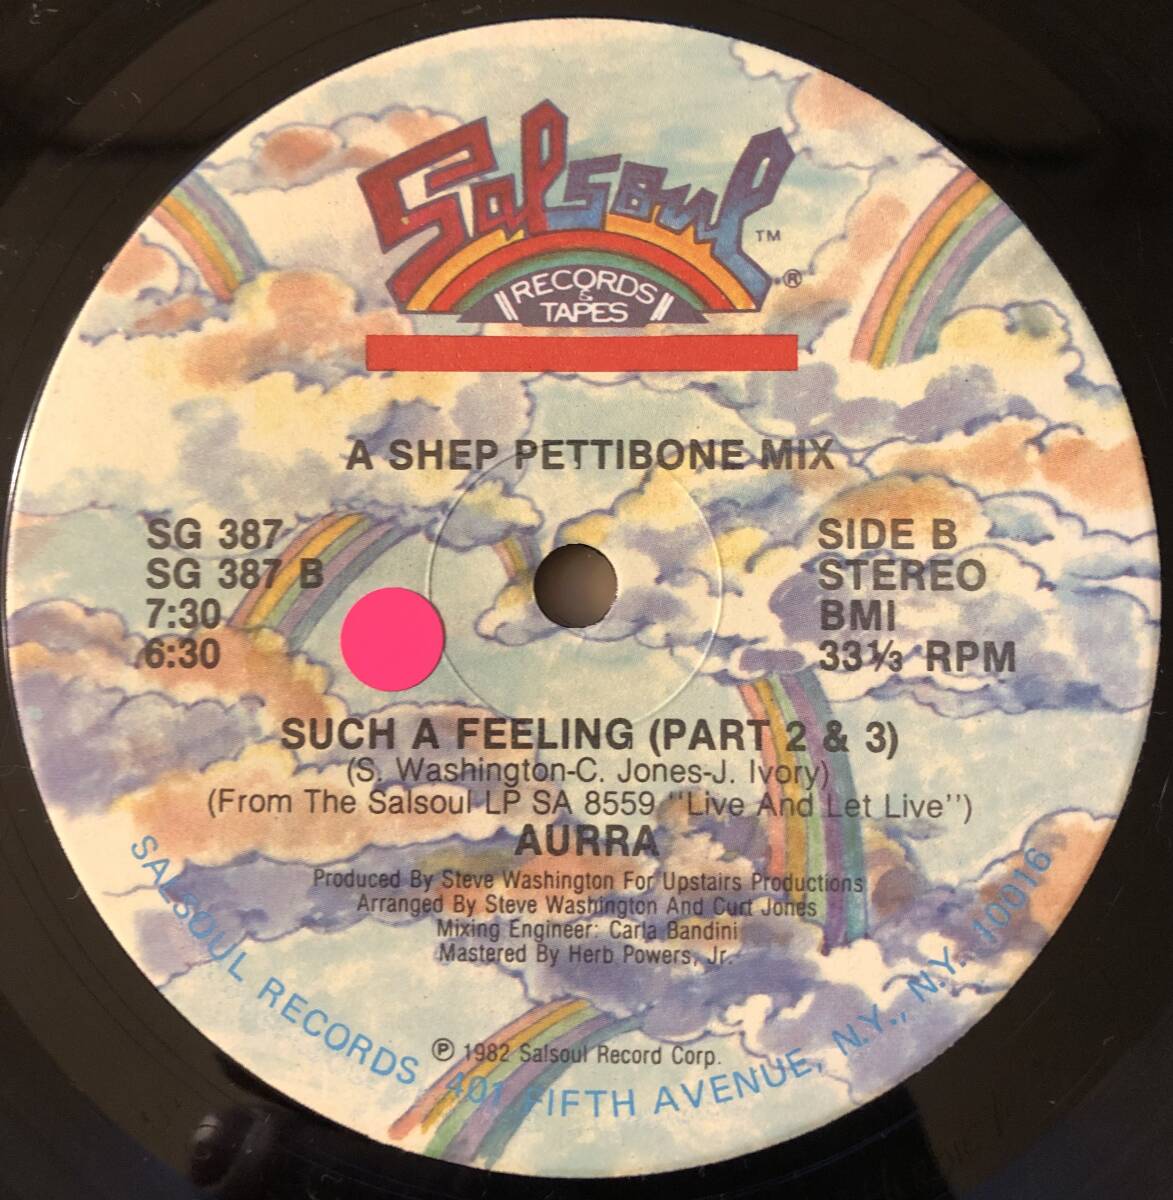 Salsoul TM ®
RECORDS
&
TAPES
A SHEP PETTIBONE MIX
SG 387
SG 387 B
7:30
6:30
SIDE B
STEREO
BMI
33⅓ RPM
SUCH A FEELING (PART 2 & 3)
(S. Washington-C. Jones-J. Ivory)
(From The Salsoul LP SA 8559 "Live And Let Live")
AURRA
Produced By Steve Washington For Upstairs Productions
Arranged By Steve Washington And Curt Jones
Mixing Engineer: Carla Bandini
Mastered By Herb Powers, Jr.
℗ 1982 Salsoul Record Corp.
SALSOUL RECORDS 401 FIFTH AVENUE, N.Y., N.Y. 10016